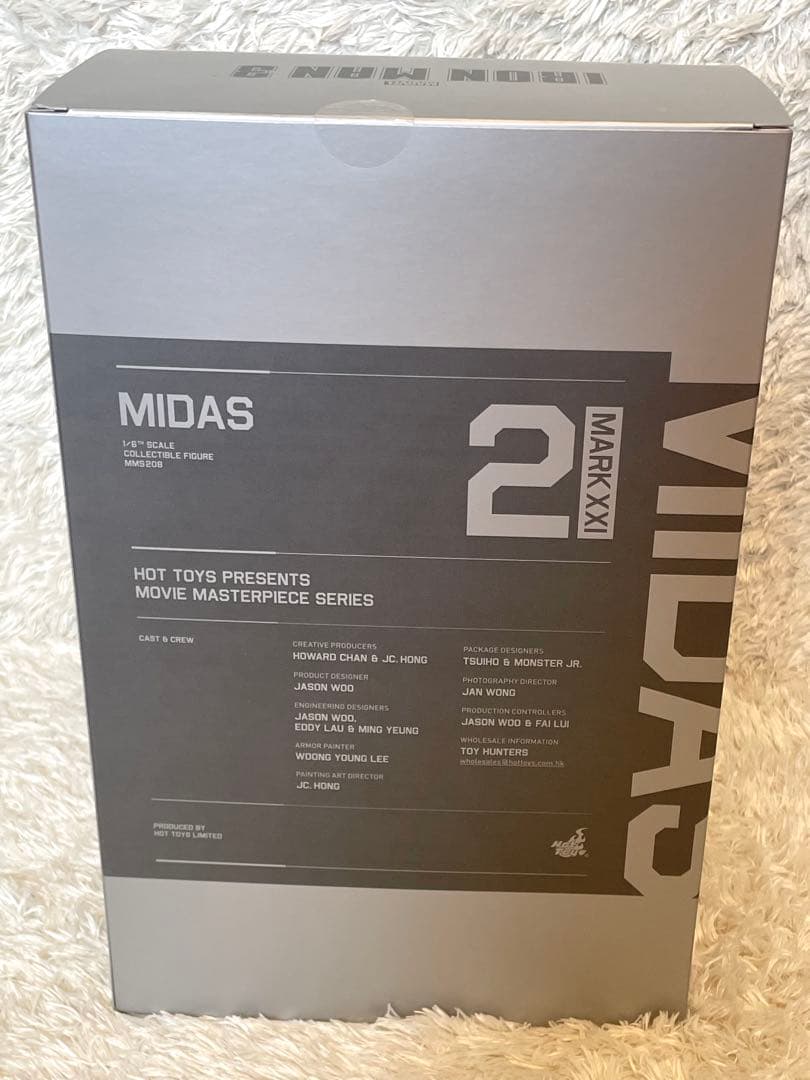 IRON MAN 3
MARVEL
MIDAS
1/6TH SCALE
COLLECTIBLE FIGURE
MMS208
2
MARK XXI
MIDAS
HOT TOYS PRESENTS
MOVIE MASTERPIECE SERIES
CAST & CREW
CREATIVE PRODUCERS
HOWARD CHAN & JC. HONG
PRODUCT DESIGNER
JASON WOO
ENGINEERING DESIGNERS
JASON WOO,
EDDY LAU & MING YEUNG
ARMOR PAINTER
WOONG YOUNG LEE
PAINTING ART DIRECTOR
JC. HONG
PACKAGE DESIGNERS
TSUIHO & MONSTER JR.
PHOTOGRAPHY DIRECTOR
JAN WONG
PRODUCTION CONTROLLERS
JASON WOO & FAI LUI
WHOLESALE INFORMATION
TOY HUNTERS
wholesales@hottoys.com.hk
PRODUCED BY
HOT TOYS LIMITED
Hot Toys